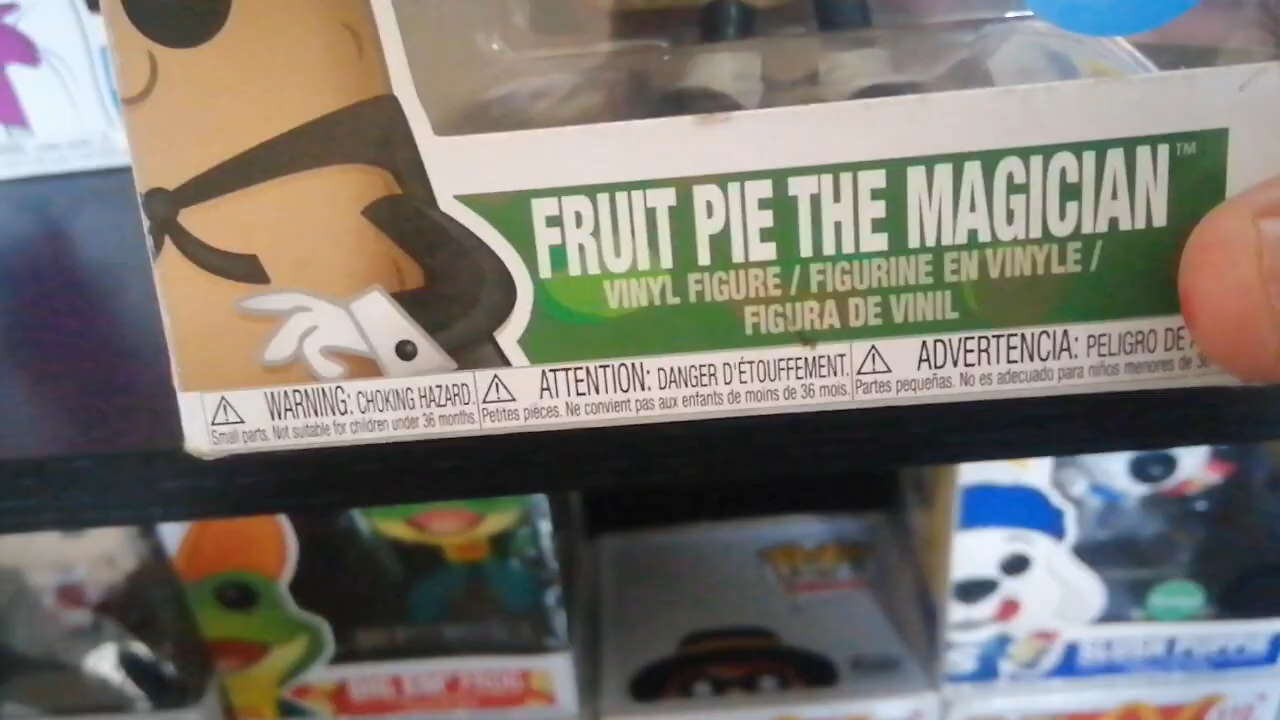 FRUIT PIE THE MAGICIAN™
VINYL FIGURE / FIGURINE EN VINYLE /
FIGURA DE VINIL
WARNING: CHOKING HAZARD.
Small parts. Not suitable for children under 36 months.
ATTENTION: DANGER D'ÉTOUFFEMENT.
Petites pièces. Ne convient pas aux enfants de moins de 36 mois.
ADVERTENCIA: PELIGRO DE
Partes pequeñas. No es adecuado para niños menores de